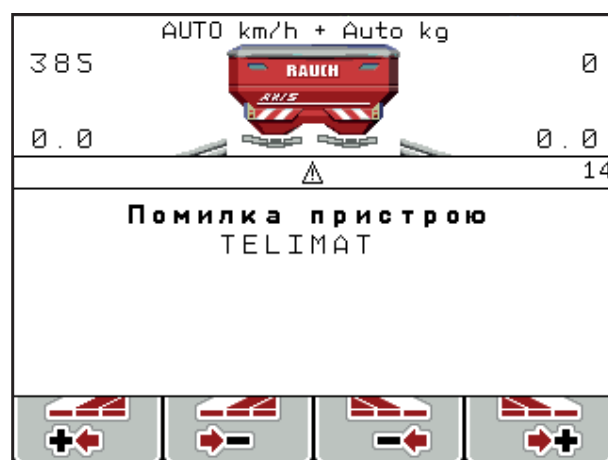 AUTO km/h + Auto kg
385 0
RAUCH
AXIS
0.0 0.0
14
Помилка пристрою
TELIMAT